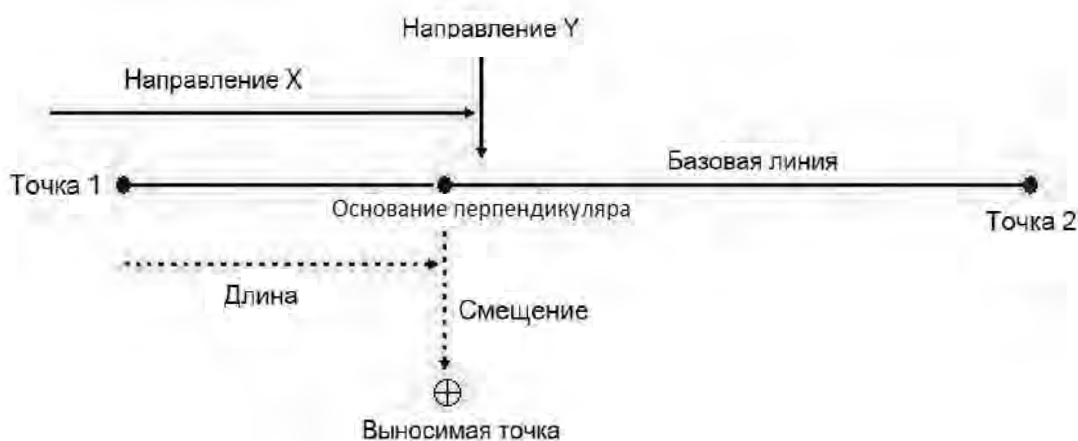 Направление Y
Направление X
Базовая линия
Точка 1
Основание перпендикуляра
Точка 2
Длина
Смещение
Выносимая точка